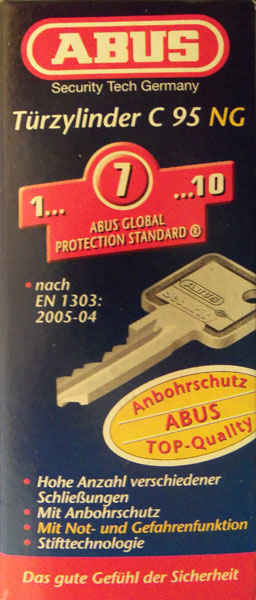 ABUS
Security Tech Germany
Türzylinder C 95 NG
1... 7 ...10
ABUS GLOBAL
PROTECTION STANDARD ®
• nach
EN 1303:
2005-04
ABUS
Anbohrschutz
ABUS
TOP-Quality
• Hohe Anzahl verschiedener
Schließungen
• Mit Anbohrschutz
• Mit Not- und Gefahrenfunktion
• Stifttechnologie
Das gute Gefühl der Sicherheit